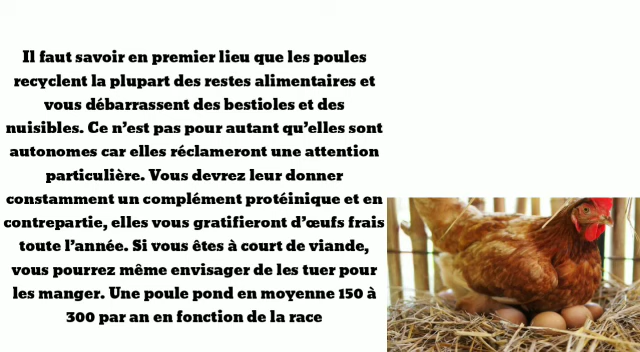 Il faut savoir en premier lieu que les poules
recyclent la plupart des restes alimentaires et
vous débarrassent des bestioles et des
nuisibles. Ce n'est pas pour autant qu'elles sont
autonomes car elles réclameront une attention
particulière. Vous devrez leur donner
constamment un complément protéinique et en
contrepartie, elles vous gratifieront d'œufs frais
toute l'année. Si vous êtes à court de viande,
vous pourrez même envisager de les tuer pour
les manger. Une poule pond en moyenne 150 à
300 par an en fonction de la race